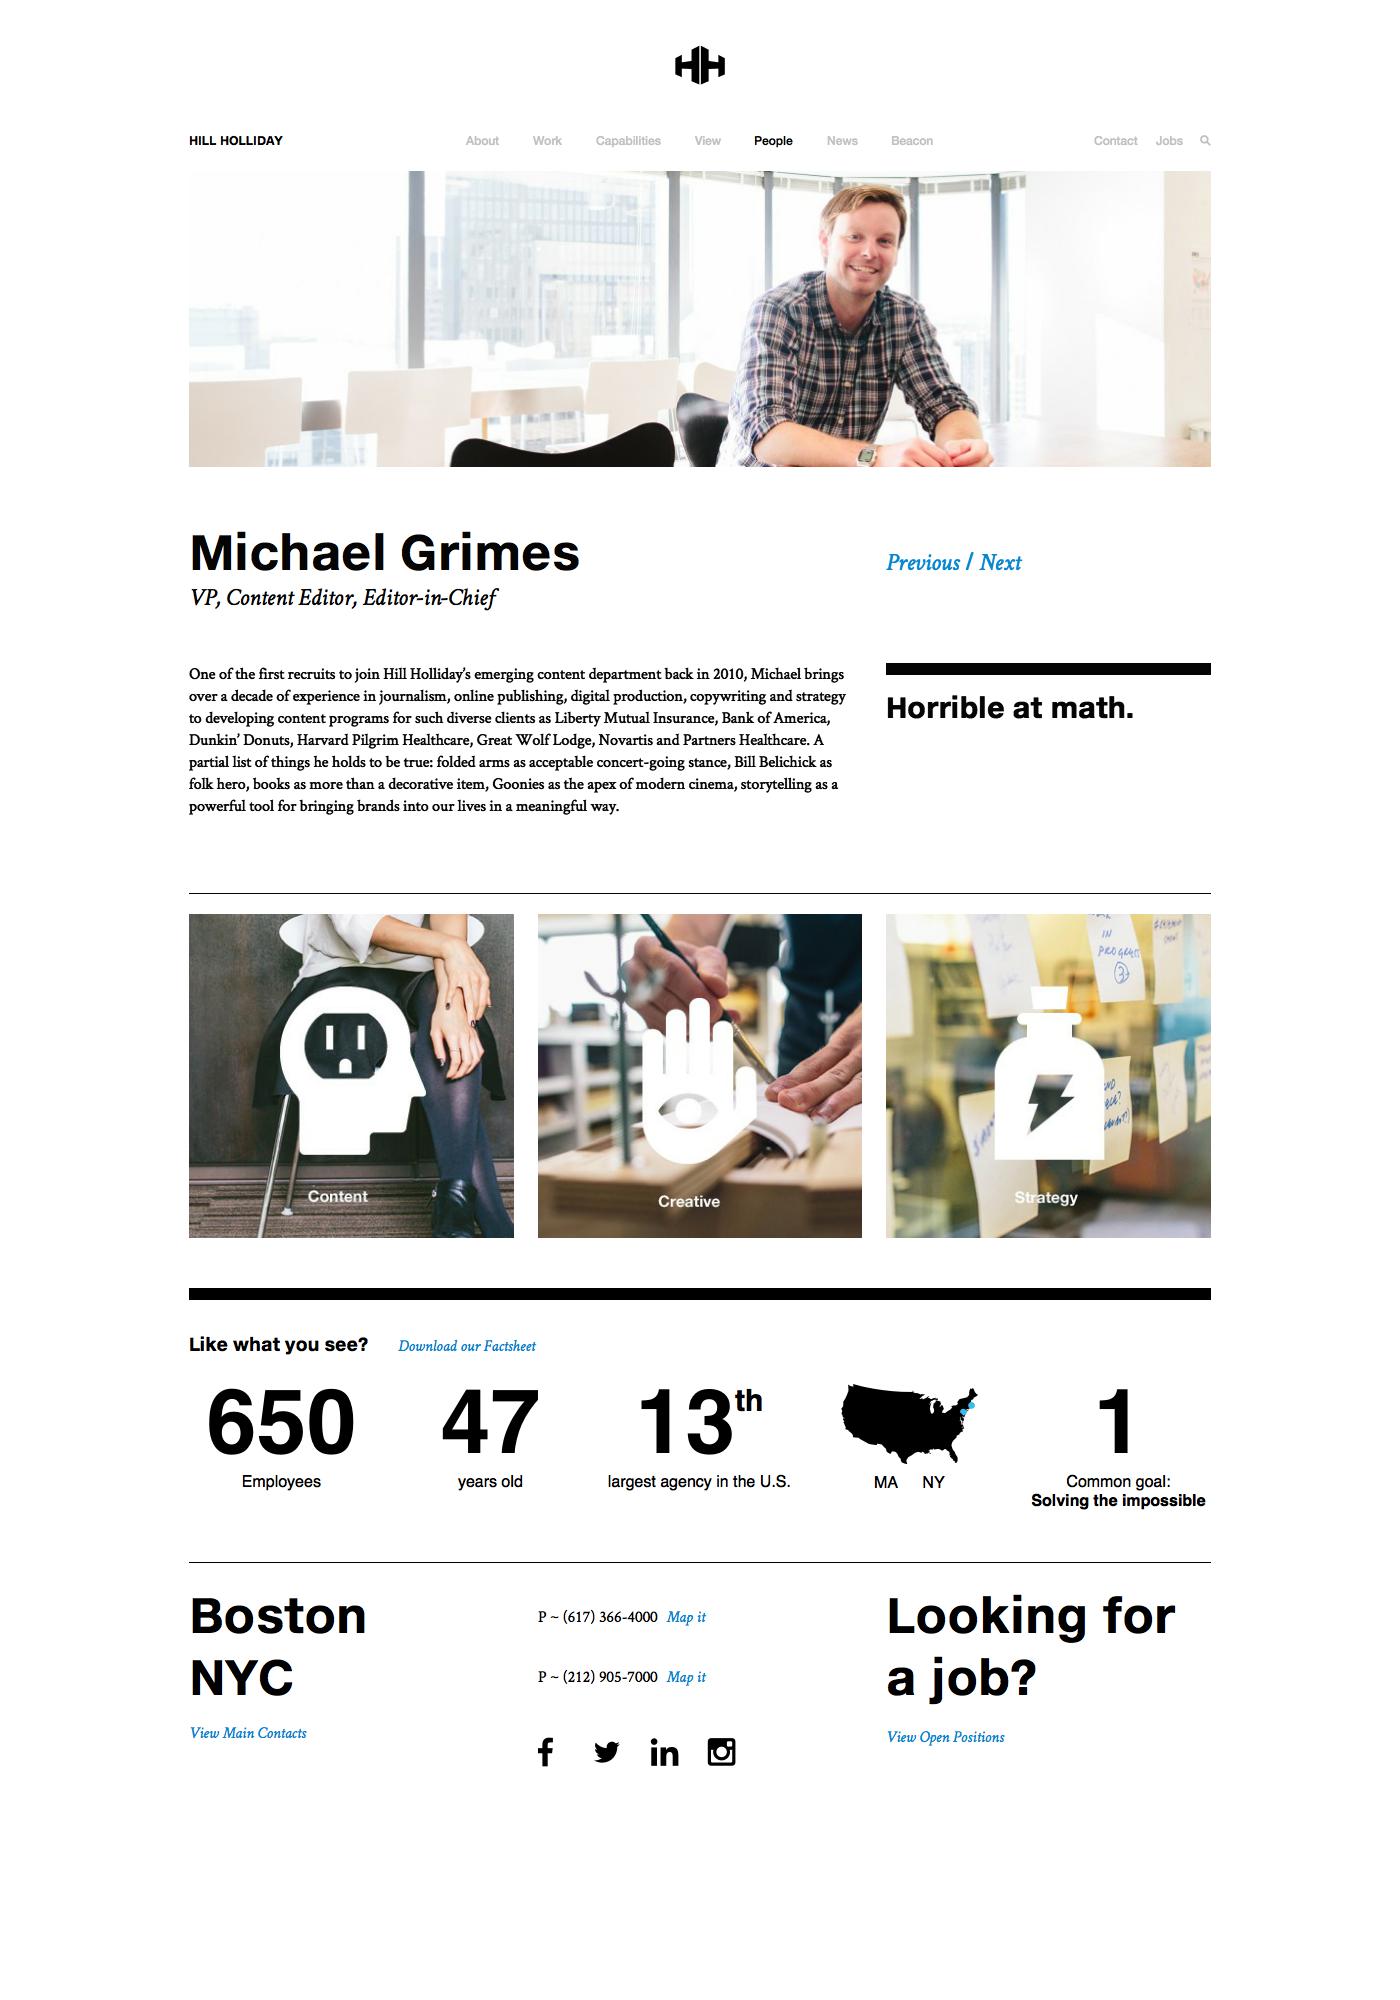 HH
HILL HOLLIDAY
About Work Capabilities View People News Beacon
Contact Jobs
Michael Grimes
VP, Content Editor, Editor-in-Chief
Previous / Next
One of the first recruits to join Hill Holliday’s emerging content department back in 2010, Michael brings
over a decade of experience in journalism, online publishing, digital production, copywriting and strategy
to developing content programs for such diverse clients as Liberty Mutual Insurance, Bank of America,
Dunkin’ Donuts, Harvard Pilgrim Healthcare, Great Wolf Lodge, Novartis and Partners Healthcare. A
partial list of things he holds to be true: folded arms as acceptable concert-going stance, Bill Belichick as
folk hero, books as more than a decorative item, Goonies as the apex of modern cinema, storytelling as a
powerful tool for bringing brands into our lives in a meaningful way.
Horrible at math.
Content
Creative
IN
PROGRESS
3
Strategy
Like what you see? Download our Factsheet
650
Employees
47
years old
13th
largest agency in the U.S.
MA NY
1
Common goal:
Solving the impossible
Boston
NYC
View Main Contacts
P ~ (617) 366-4000 Map it
P ~ (212) 905-7000 Map it
f in
Looking for
a job?
View Open Positions